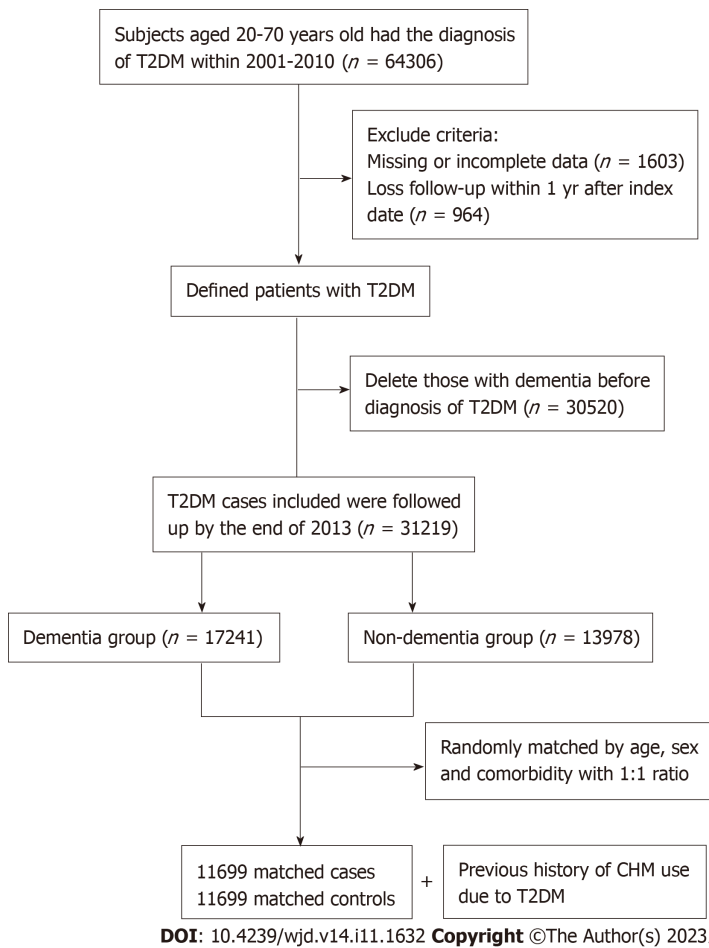 Subjects aged 20-70 years old had the diagnosis
of T2DM within 2001-2010 (n = 64306)
Exclude criteria:
Missing or incomplete data (n = 1603)
Loss follow-up within 1 yr after index
date (n = 964)
Defined patients with T2DM
Delete those with dementia before
diagnosis of T2DM (n = 30520)
T2DM cases included were followed
up by the end of 2013 (n = 31219)
Dementia group (n = 17241)
Non-dementia group (n = 13978)
Randomly matched by age, sex
and comorbidity with 1:1 ratio
11699 matched cases
11699 matched controls
+
Previous history of CHM use
due to T2DM
DOI: 10.4239/wjd.v14.i11.1632 Copyright ©The Author(s) 2023